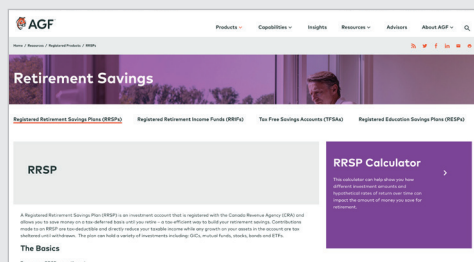 AGF
Products Capabilities Insights Resources Advisors About AGF
Home / Resources / Registered Products / RRSPs
Retirement Savings
Registered Retirement Savings Plans (RRSPs) Registered Retirement Income Funds (RRIFs) Tax Free Savings Accounts (TFSAs) Registered Education Savings Plans (RESPs)
RRSP
RRSP Calculator
This calculator can help show you how
different investment amounts and
hypothetical rates of return over time can
impact the amount of money you save for
retirement.
A Registered Retirement Savings Plan (RRSP) is an investment account that is registered with the Canada Revenue Agency (CRA) and
allows you to save money on a tax-deferred basis until you retire – a tax-efficient way to build your retirement savings. Contributions
made to an RRSP are tax-deductible and directly reduce your taxable income while any growth on your assets in the account are tax
sheltered until withdrawn. The plan can hold a variety of investments including: GICs, mutual funds, stocks, bonds and ETFs.
The Basics